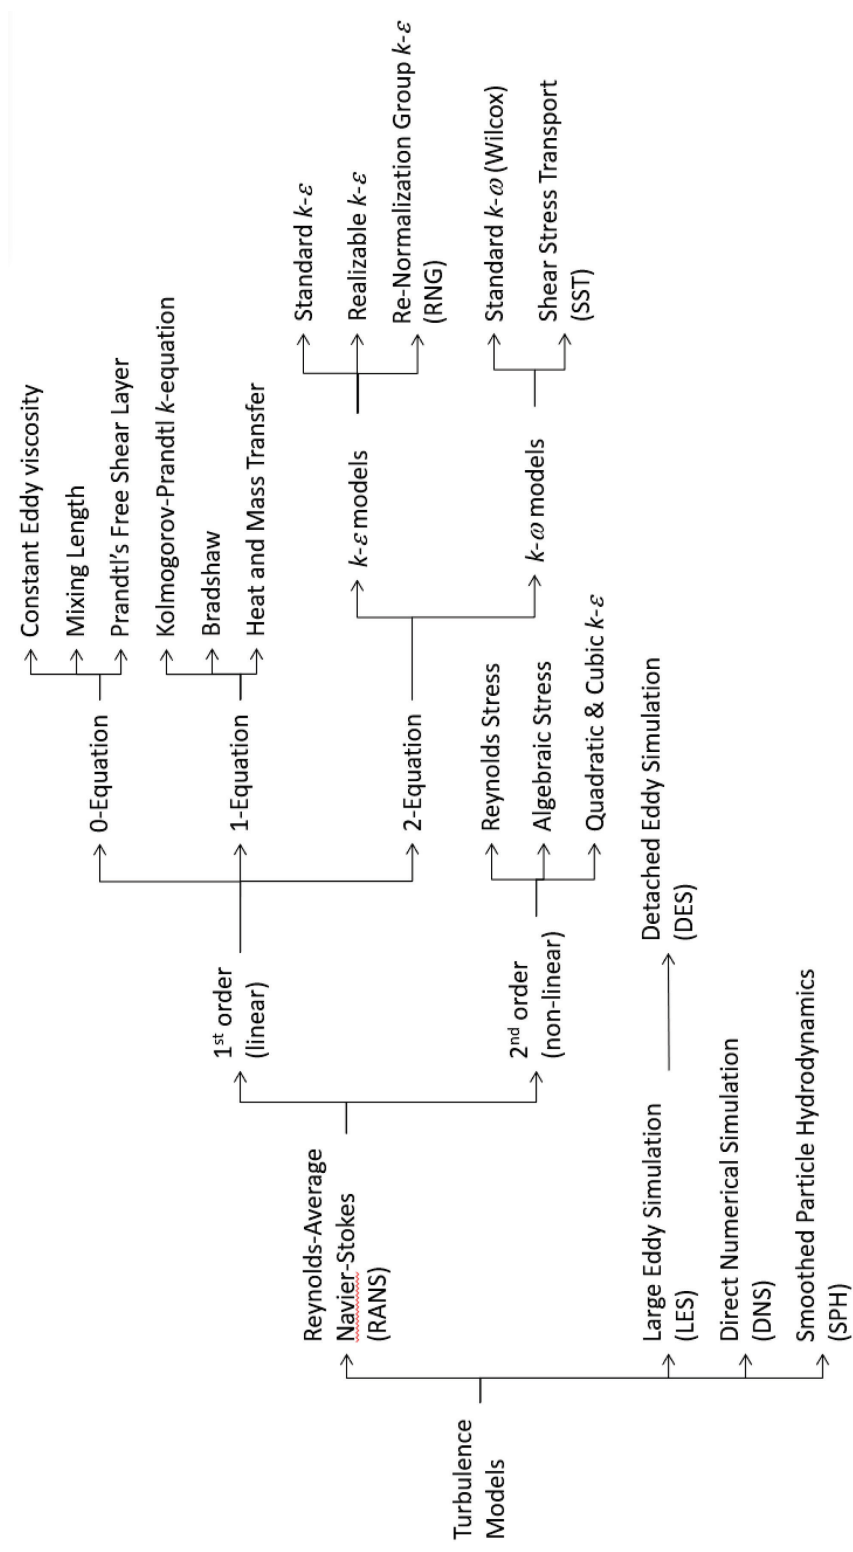 Turbulence
Models
Reynolds-Average
Navier-Stokes
(RANS)
1st order
(linear)
0-Equation
Constant Eddy viscosity
Mixing Length
Prandtl's Free Shear Layer
1-Equation
Kolmogorov-Prandtl k-equation
Bradshaw
Heat and Mass Transfer
2-Equation
k-ε models
Standard k-ε
Realizable k-ε
Re-Normalization Group k-ε
(RNG)
k-ω models
Standard k-ω (Wilcox)
Shear Stress Transport
(SST)
2nd order
(non-linear)
Reynolds Stress
Algebraic Stress
Quadratic & Cubic k-ε
Large Eddy Simulation
(LES)
Detached Eddy Simulation
(DES)
Direct Numerical Simulation
(DNS)
Smoothed Particle Hydrodynamics
(SPH)